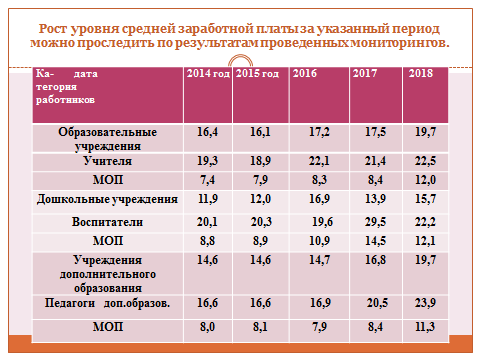 Рост уровня средней заработной платы за указанный период
можно проследить по результатам проведенных мониторингов.
Ка- дата 2014 год 2015 год 2016 2017 2018
тегория
работников
Образовательные 16,4 16,1 17,2 17,5 19,7
учреждения
Учителя 19,3 18,9 22,1 21,4 22,5
МОП 7,4 7,9 8,3 8,4 12,0
Дошкольные учреждения 11,9 12,0 16,9 13,9 15,7
Воспитатели 20,1 20,3 19,6 29,5 22,2
МОП 8,8 8,9 10,9 14,5 12,1
Учреждения 14,6 14,6 14,7 16,8 19,7
дополнительного
образования
Педагоги доп.образов. 16,6 16,6 16,9 20,5 23,9
МОП 8,0 8,1 7,9 8,4 11,3